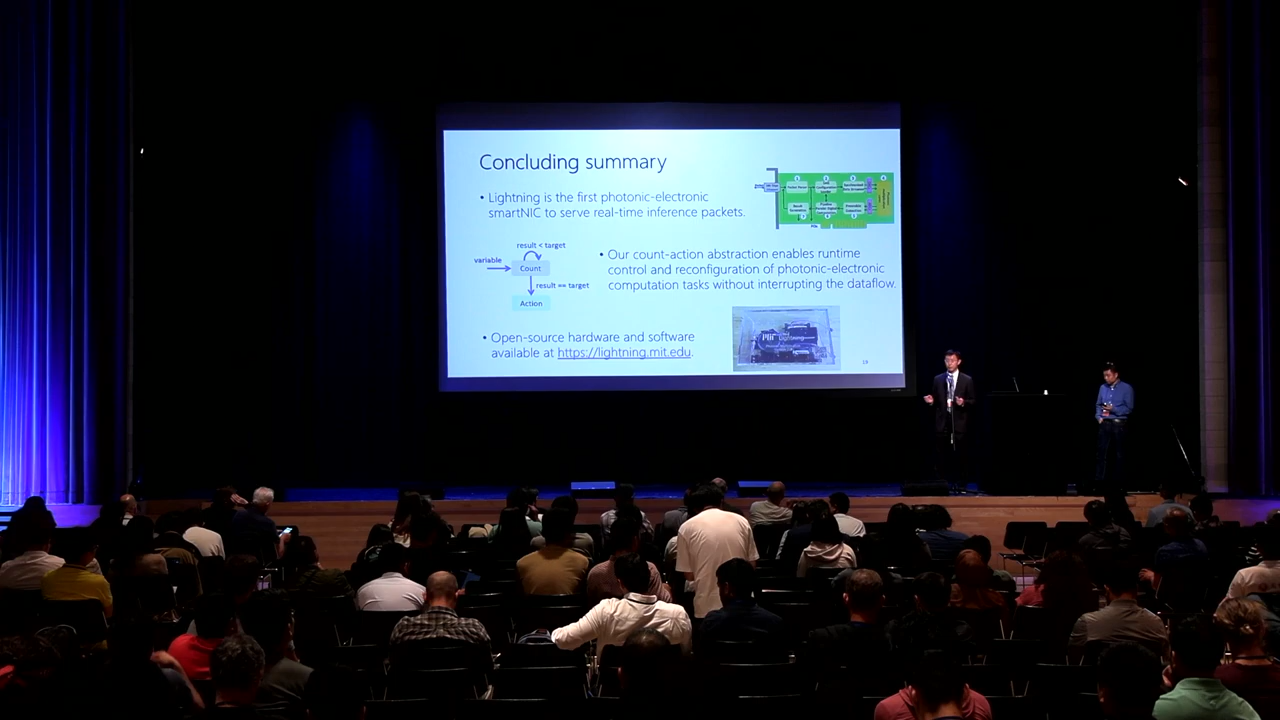 Concluding summary
• Lightning is the first photonic-electronic
smartNIC to serve real-time inference packets.
result < target
variable
Count
result == target
Action
• Our count-action abstraction enables runtime
control and reconfiguration of photonic-electronic
computation tasks without interrupting the dataflow.
• Open-source hardware and software
available at https://lightning.mit.edu.
Lightning